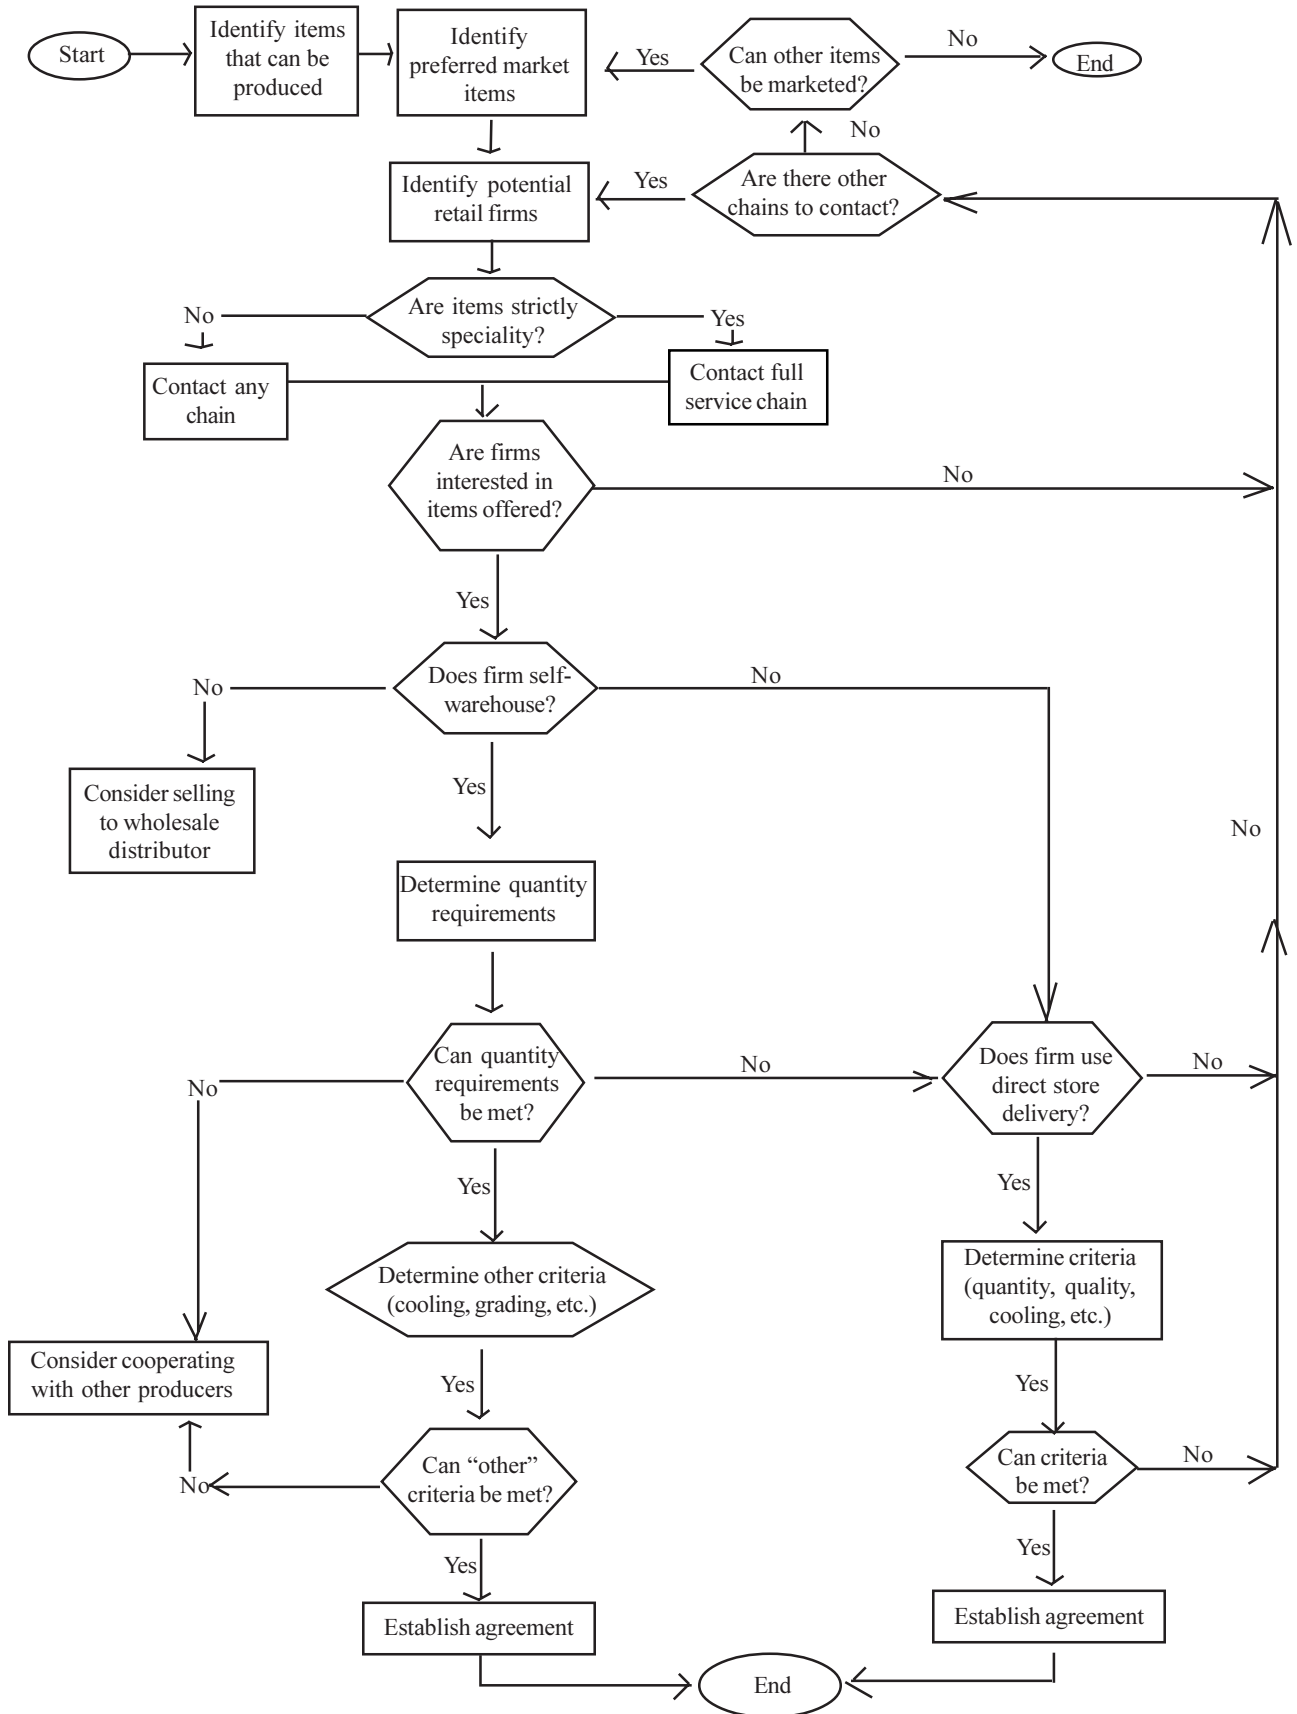 Start
Identify items
that can be
produced
Identify
preferred market
items
Yes
Can other items
be marketed?
No
End
No
Identify potential
retail firms
Yes
Are there other
chains to contact?
No
Are items strictly
speciality?
Yes
Contact any
chain
Contact full
service chain
Are firms
interested in
items offered?
No
Yes
No
Does firm self-
warehouse?
No
Consider selling
to wholesale
distributor
Yes
No
Determine quantity
requirements
No
Can quantity
requirements
be met?
No
Does firm use
direct store
delivery?
No
Yes
Yes
Determine other criteria
(cooling, grading, etc.)
Determine criteria
(quantity, quality,
cooling, etc.)
Consider cooperating
with other producers
Yes
Yes
No
Can “other”
criteria be met?
Can criteria
be met?
No
Yes
Yes
Establish agreement
Establish agreement
End